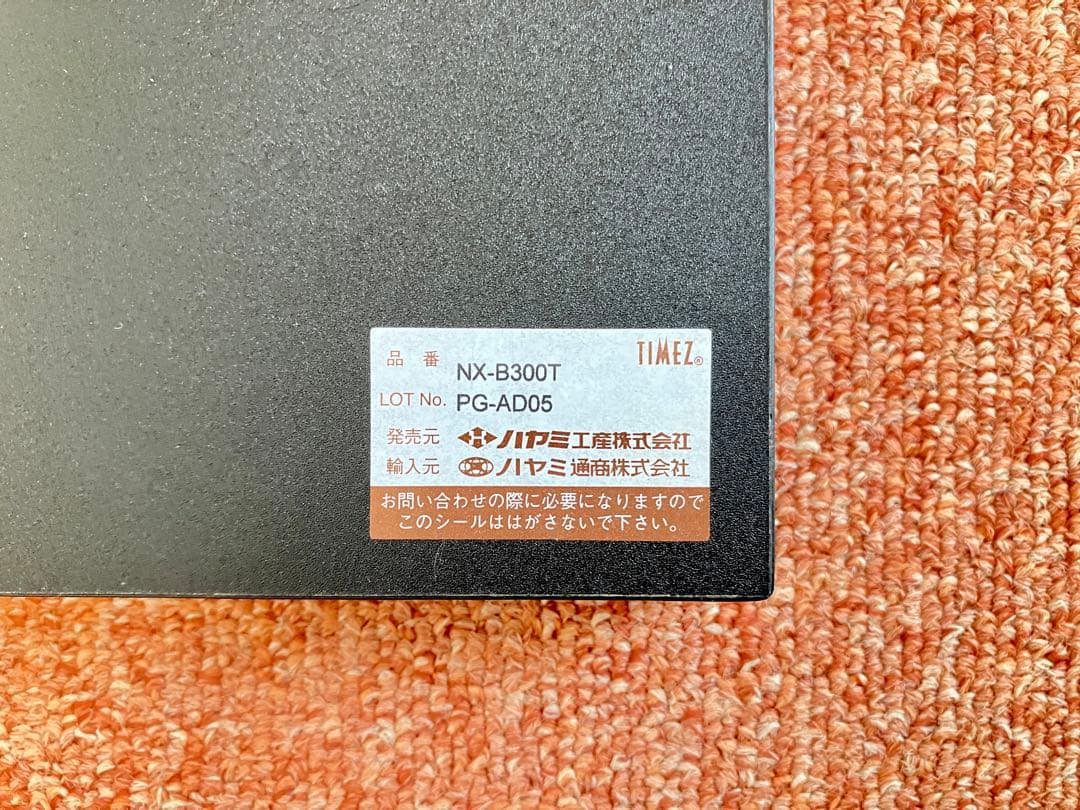 TIMEZ®
品 番 NX-B300T
LOT No. PG-AD05
発売元 ハヤミ工産株式会社
輸入元 ハヤミ通商株式会社
お問い合わせの際に必要になりますので
このシールははがさないで下さい。